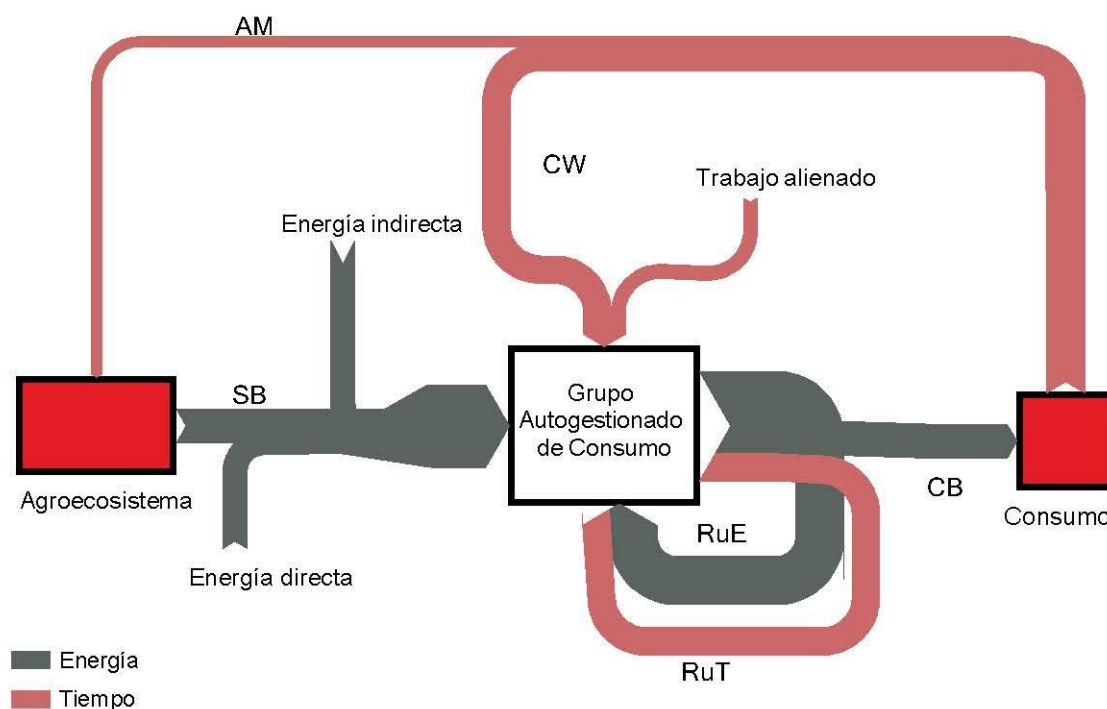 AM
CW
Trabajo alienado
Energía indirecta
SB
Grupo
Autogestionado
de Consumo
Agroecosistema
CB
Consumo
RuE
Energía directa
RuT
Energía
Tiempo